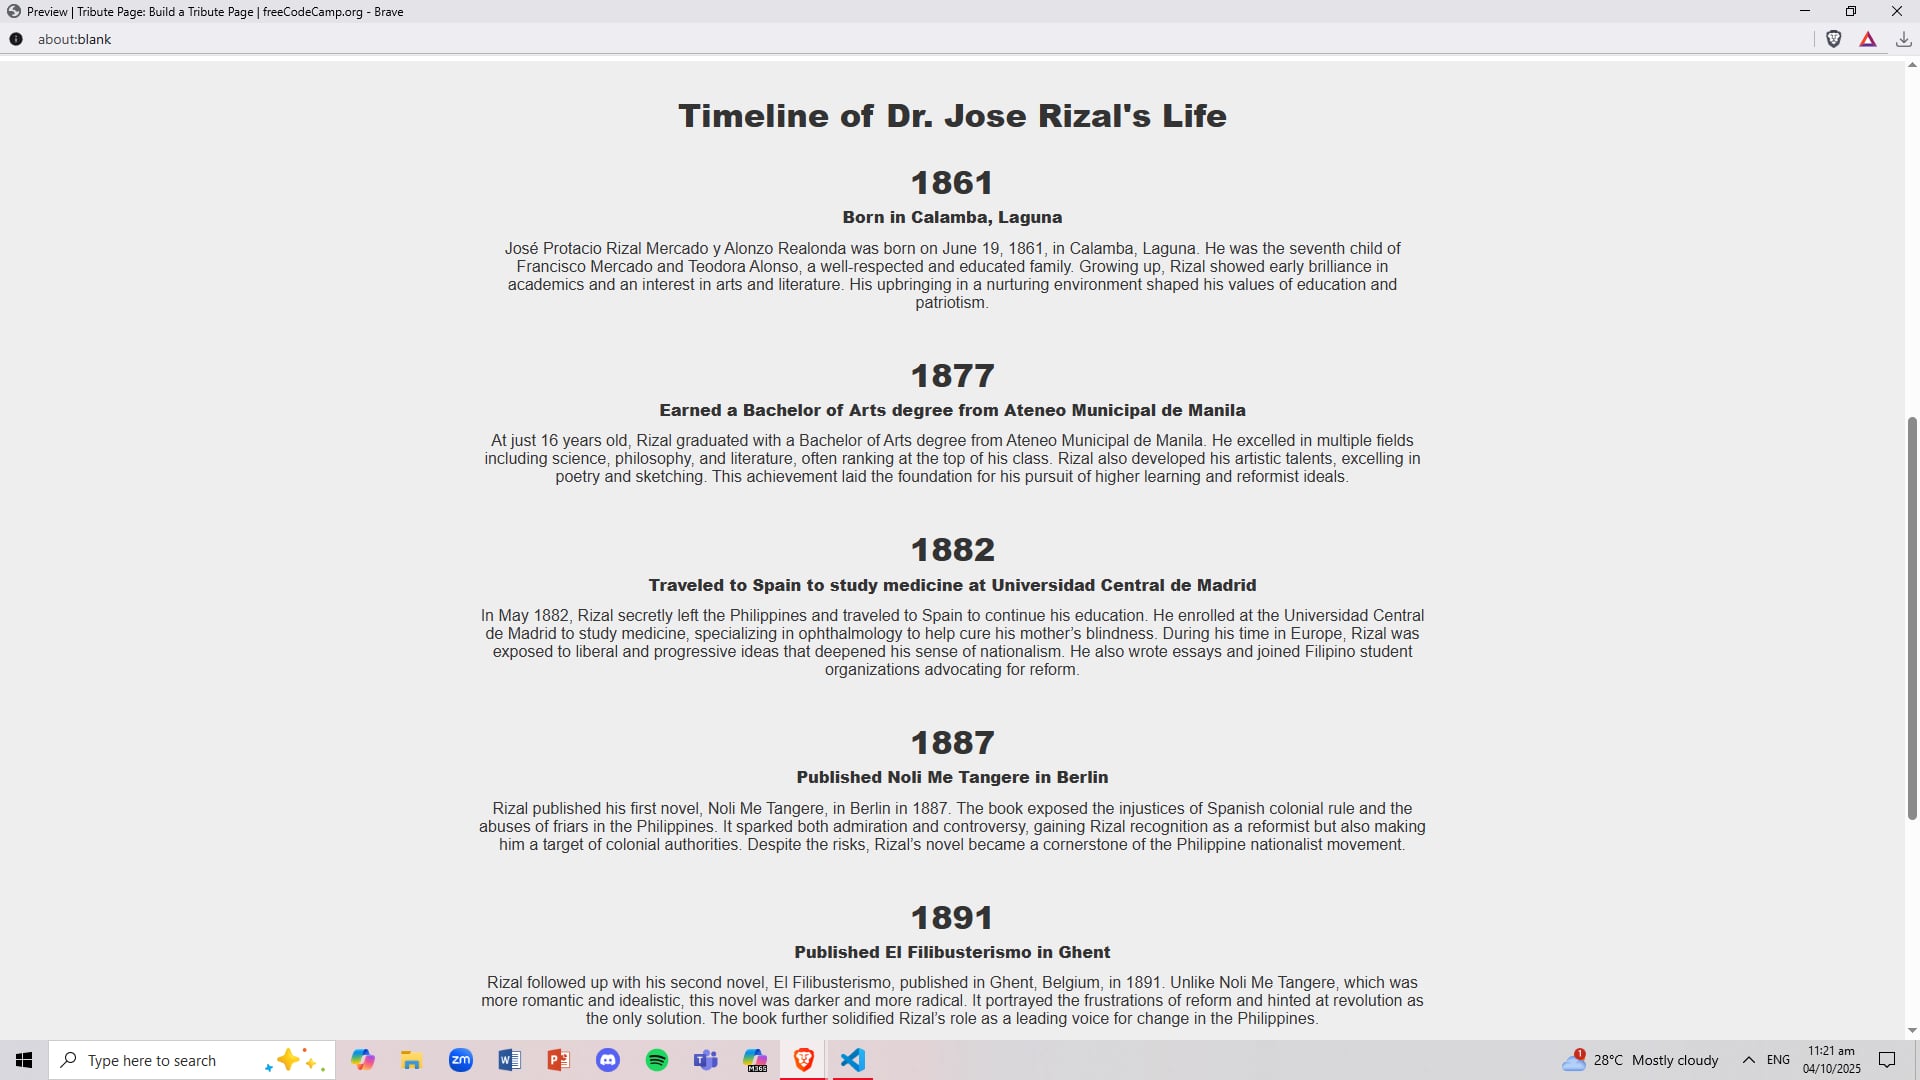 Preview | Tribute Page: Build a Tribute Page | freeCodeCamp.org - Brave
about:blank
Timeline of Dr. Jose Rizal's Life
1861
Born in Calamba, Laguna
José Protacio Rizal Mercado y Alonzo Realonda was born on June 19, 1861, in Calamba, Laguna. He was the seventh child of
Francisco Mercado and Teodora Alonso, a well-respected and educated family. Growing up, Rizal showed early brilliance in
academics and an interest in arts and literature. His upbringing in a nurturing environment shaped his values of education and
patriotism.
1877
Earned a Bachelor of Arts degree from Ateneo Municipal de Manila
At just 16 years old, Rizal graduated with a Bachelor of Arts degree from Ateneo Municipal de Manila. He excelled in multiple fields
including science, philosophy, and literature, often ranking at the top of his class. Rizal also developed his artistic talents, excelling in
poetry and sketching. This achievement laid the foundation for his pursuit of higher learning and reformist ideals.
1882
Traveled to Spain to study medicine at Universidad Central de Madrid
In May 1882, Rizal secretly left the Philippines and traveled to Spain to continue his education. He enrolled at the Universidad Central
de Madrid to study medicine, specializing in ophthalmology to help cure his mother’s blindness. During his time in Europe, Rizal was
exposed to liberal and progressive ideas that deepened his sense of nationalism. He also wrote essays and joined Filipino student
organizations advocating for reform.
1887
Published Noli Me Tangere in Berlin
Rizal published his first novel, Noli Me Tangere, in Berlin in 1887. The book exposed the injustices of Spanish colonial rule and the
abuses of friars in the Philippines. It sparked both admiration and controversy, gaining Rizal recognition as a reformist but also making
him a target of colonial authorities. Despite the risks, Rizal’s novel became a cornerstone of the Philippine nationalist movement.
1891
Published El Filibusterismo in Ghent
Rizal followed up with his second novel, El Filibusterismo, published in Ghent, Belgium, in 1891. Unlike Noli Me Tangere, which was
more romantic and idealistic, this novel was darker and more radical. It portrayed the frustrations of reform and hinted at revolution as
the only solution. The book further solidified Rizal’s role as a leading voice for change in the Philippines.
Type here to search
zm
M365
1
28°C Mostly cloudy
ENG
11:21 am
04/10/2025